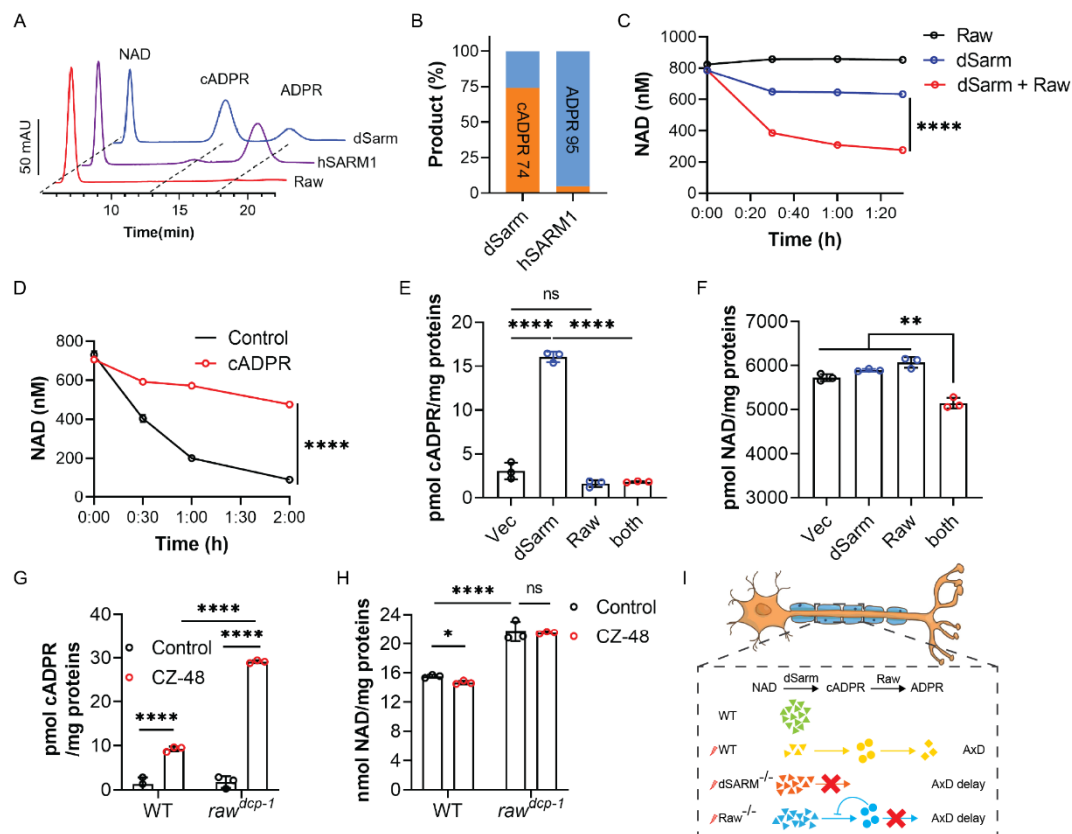 A
NAD
cADPR
ADPR
dSarm
hSARM1
Raw
50 mAU
10 15 20
Time(min)
B
Product (%)
100
75
50
25
0
cADPR 74
ADPR 95
dSarm
hSARM1
C
NAD (nM)
1000
800
600
400
200
0
0:00 0:20 0:40 1:00 1:20
Time (h)
Raw
dSarm
dSarm + Raw
****
D
NAD (nM)
800
600
400
200
0
0:00 0:30 1:00 1:30 2:00
Time (h)
Control
cADPR
****
E
pmol cADPR/mg proteins
20
15
10
5
0
ns
**** ****
Vec
dSarm
Raw
both
F
pmol NAD/mg proteins
7000
6000
5000
4000
3000
**
Vec
dSarm
Raw
both
G
pmol cADPR
/mg proteins
40
30
20
10
0
Control
CZ-48
****
****
****
WT raw^dcp-1
H
nmol NAD/mg proteins
24
20
16
12
8
4
0
**** ns
*
Control
CZ-48
WT raw^dcp-1
I
dSarm Raw
NAD cADPR ADPR
WT
WT AxD
dSARM-/- AxD delay
Raw-/- AxD delay